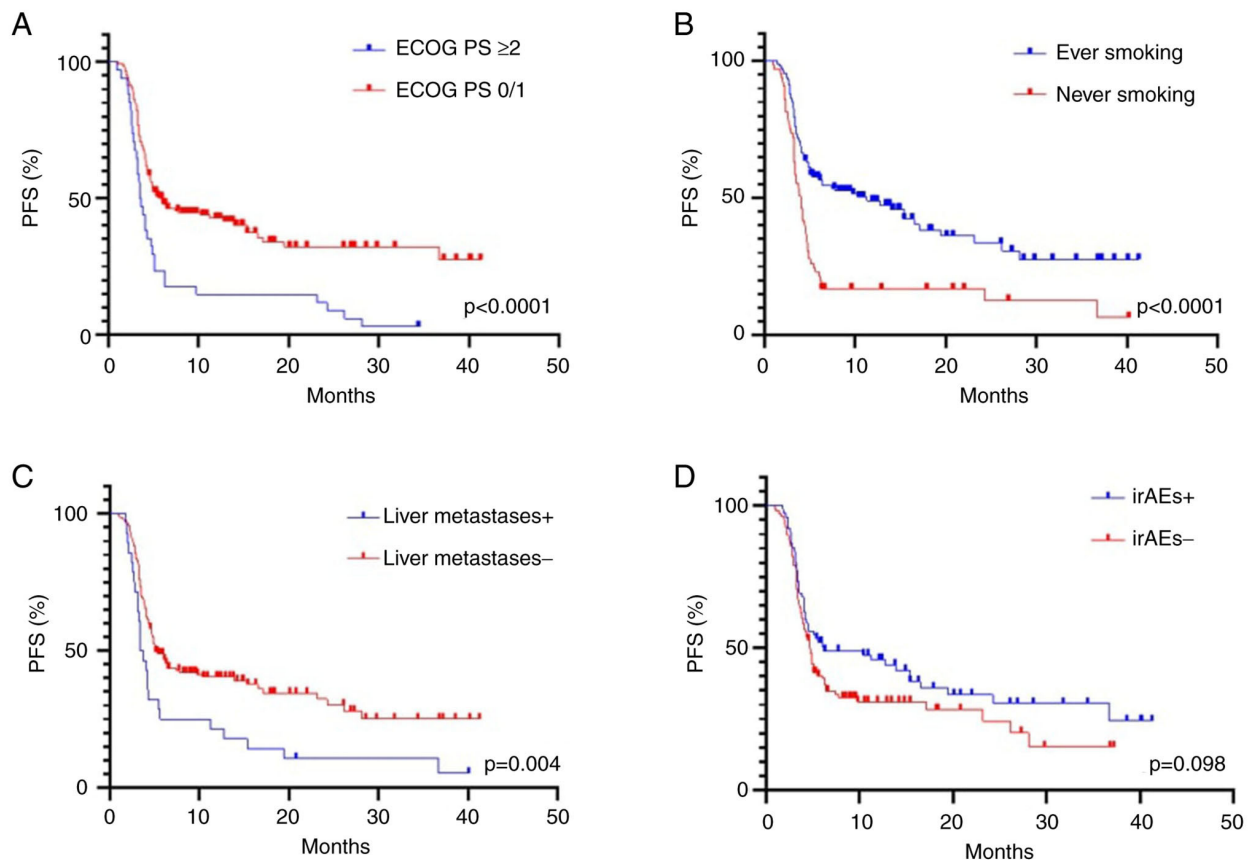 A
ECOG PS ≥2
ECOG PS 0/1
100
50
0
PFS (%)
p<0.0001
0 10 20 30 40 50
Months
B
Ever smoking
Never smoking
100
50
0
PFS (%)
p<0.0001
0 10 20 30 40 50
Months
C
Liver metastases+
Liver metastases–
100
50
0
PFS (%)
p=0.004
0 10 20 30 40 50
Months
D
irAEs+
irAEs–
100
50
0
PFS (%)
p=0.098
0 10 20 30 40 50
Months